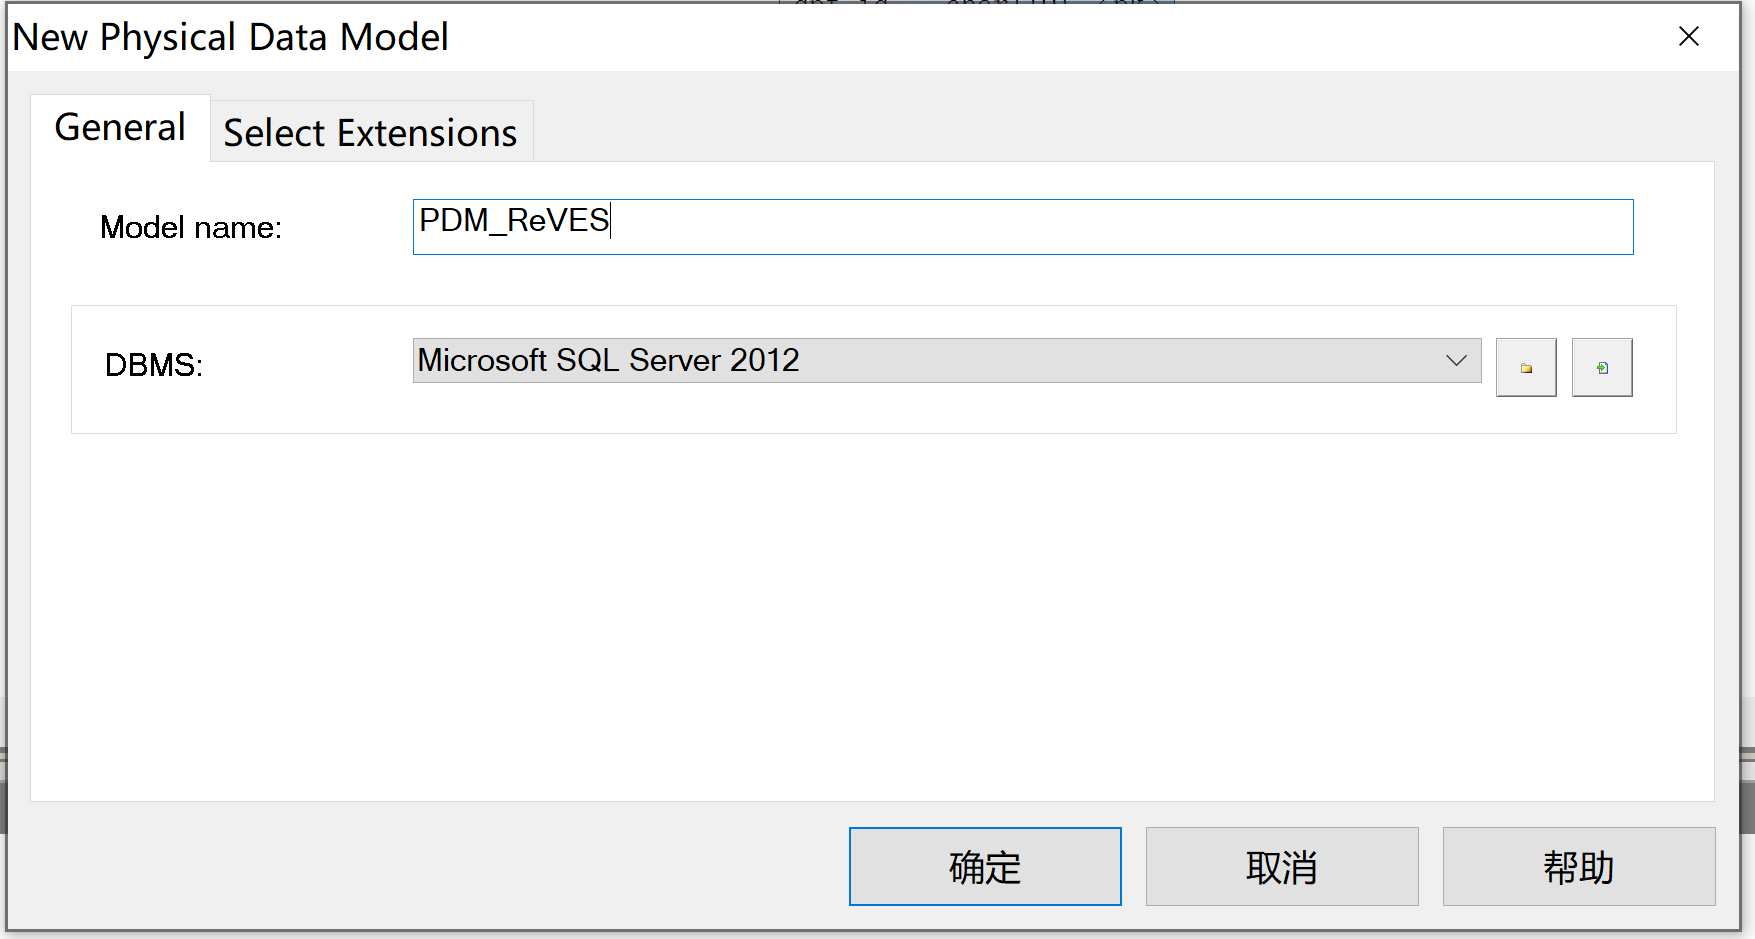 New Physical Data Model
General
Select Extensions
Model name:
PDM_ReVES
DBMS:
Microsoft SQL Server 2012
确定
取消
帮助